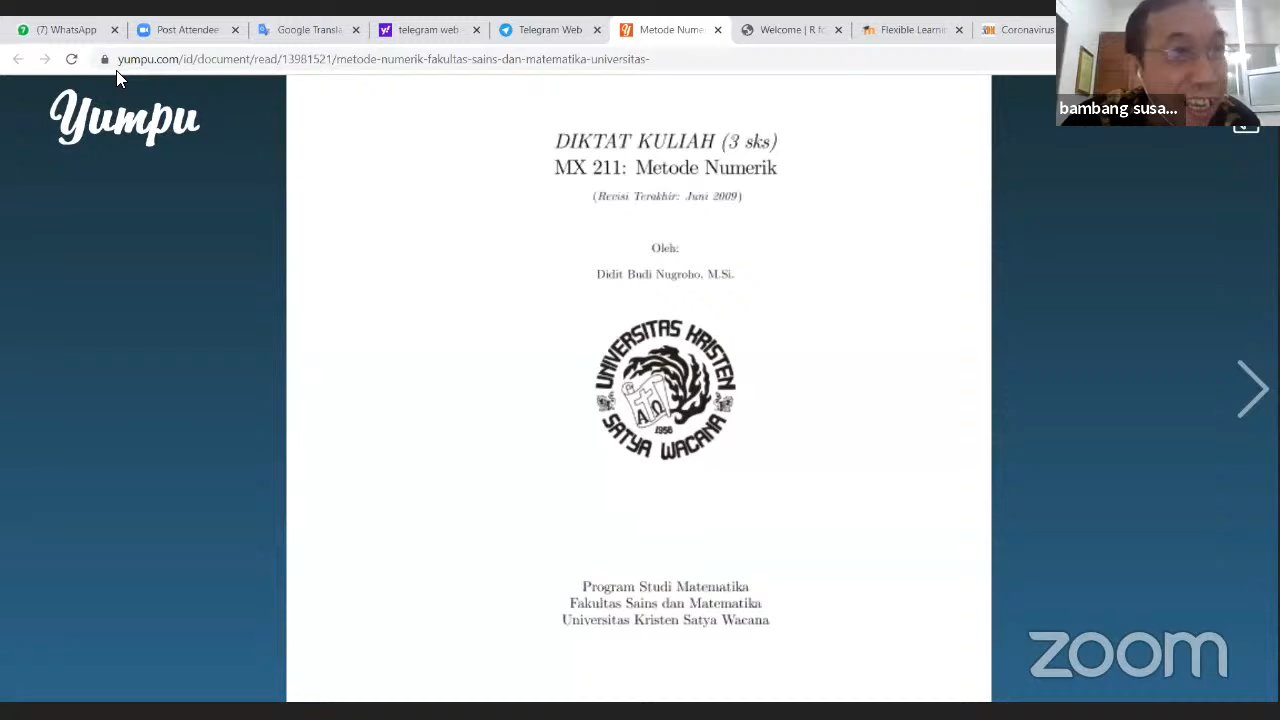 (7) WhatsApp
Post Attendee
Google Transla
telegram web
Telegram Web
Metode Nume
Welcome | R fo
Flexible Learni
Coronavirus
yumpu.com/id/document/read/13981521/metode-numerik-fakultas-sains-dan-matematika-universitas-
bambang susa...
Yumpu
DIKTAT KULIAH (3 sks)
MX 211: Metode Numerik
(Revisi Terakhir: Juni 2009)
Oleh:
Didit Budi Nugroho, M.Si.
UNIVERSITAS KRISTEN
A Ω
1956
SATYA WACANA
Program Studi Matematika
Fakultas Sains dan Matematika
Universitas Kristen Satya Wacana
zoom